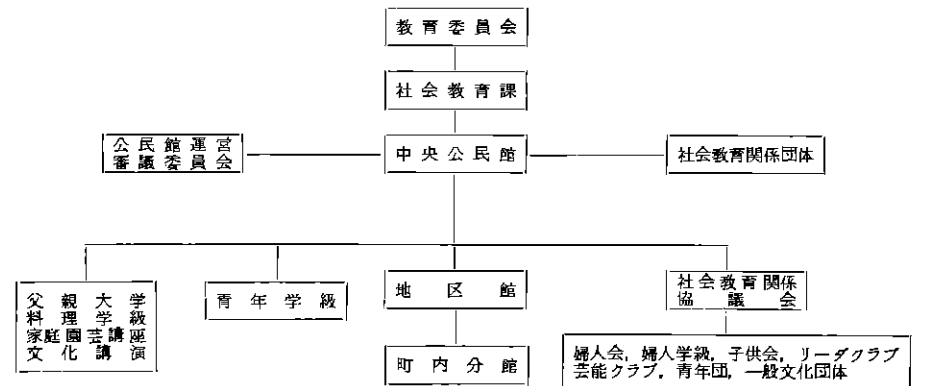 教育委員会
社会教育課
公民館運営
審議委員会
中央公民館
社会教育関係団体
父親大学
料理学級
家庭園芸講座
文化講演
青年学級
地区館
社会教育関係
協議会
町内分館
婦人会，婦人学級，子供会，リーダクラブ
芸能クラブ，青年団，一般文化団体